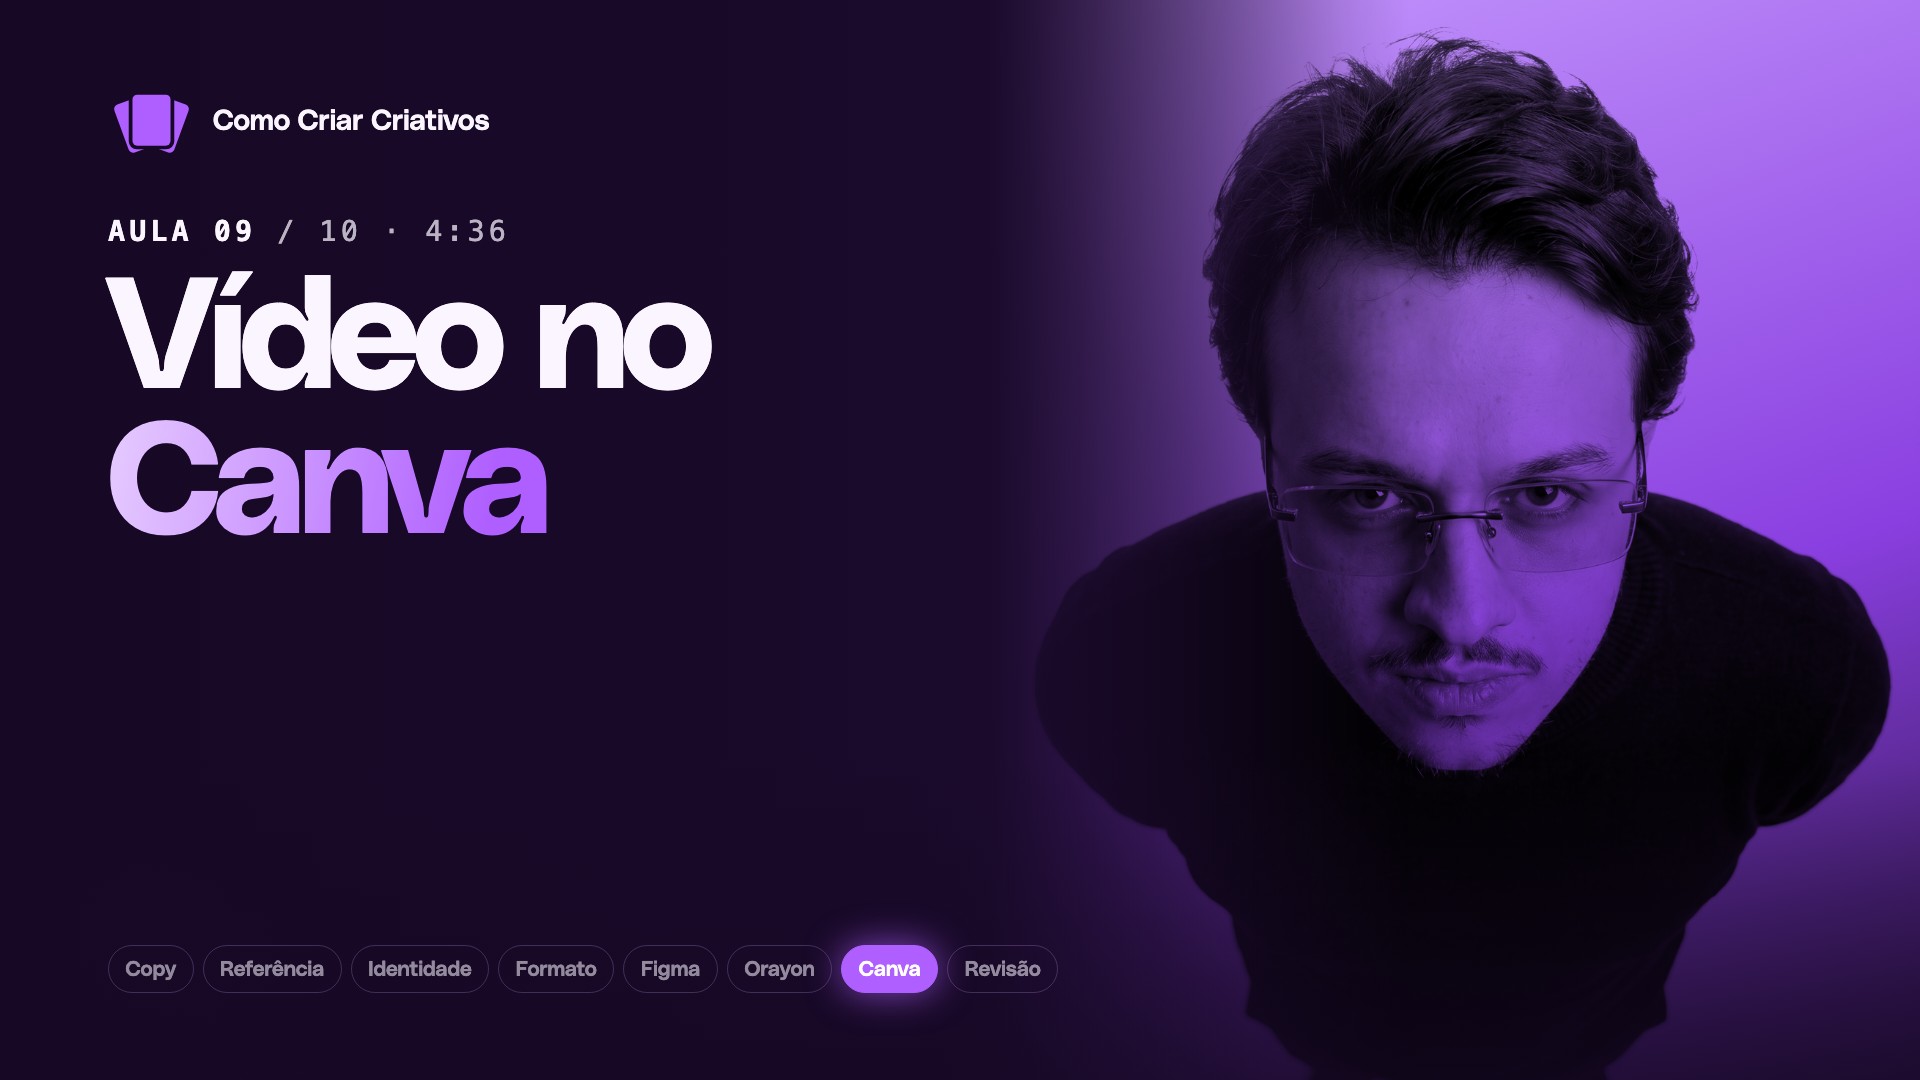 Como Criar Criativos
AULA 09 / 10 · 4:36
Vídeo no
Canva
Copy Referência Identidade Formato Figma Orayon Canva Revisão